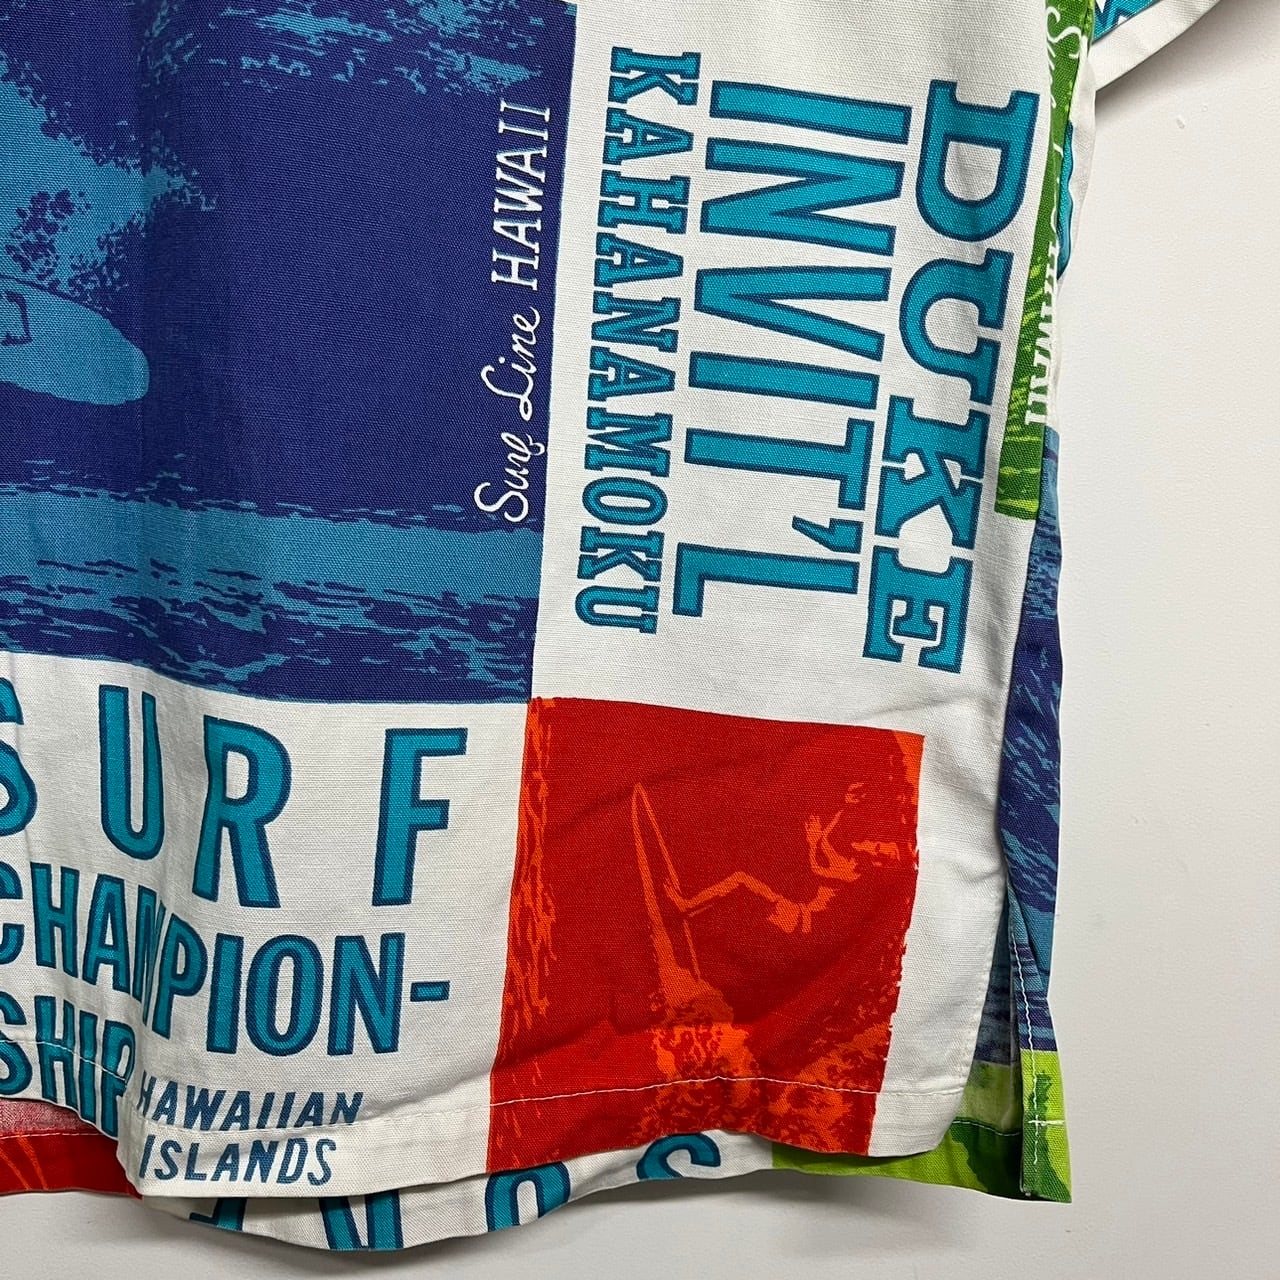 DUKE
INVIT'L
KAHANAMOKU
Surf Line HAWAII
SURF
CHAMPION-
SHIP
HAWAIIAN
ISLANDS